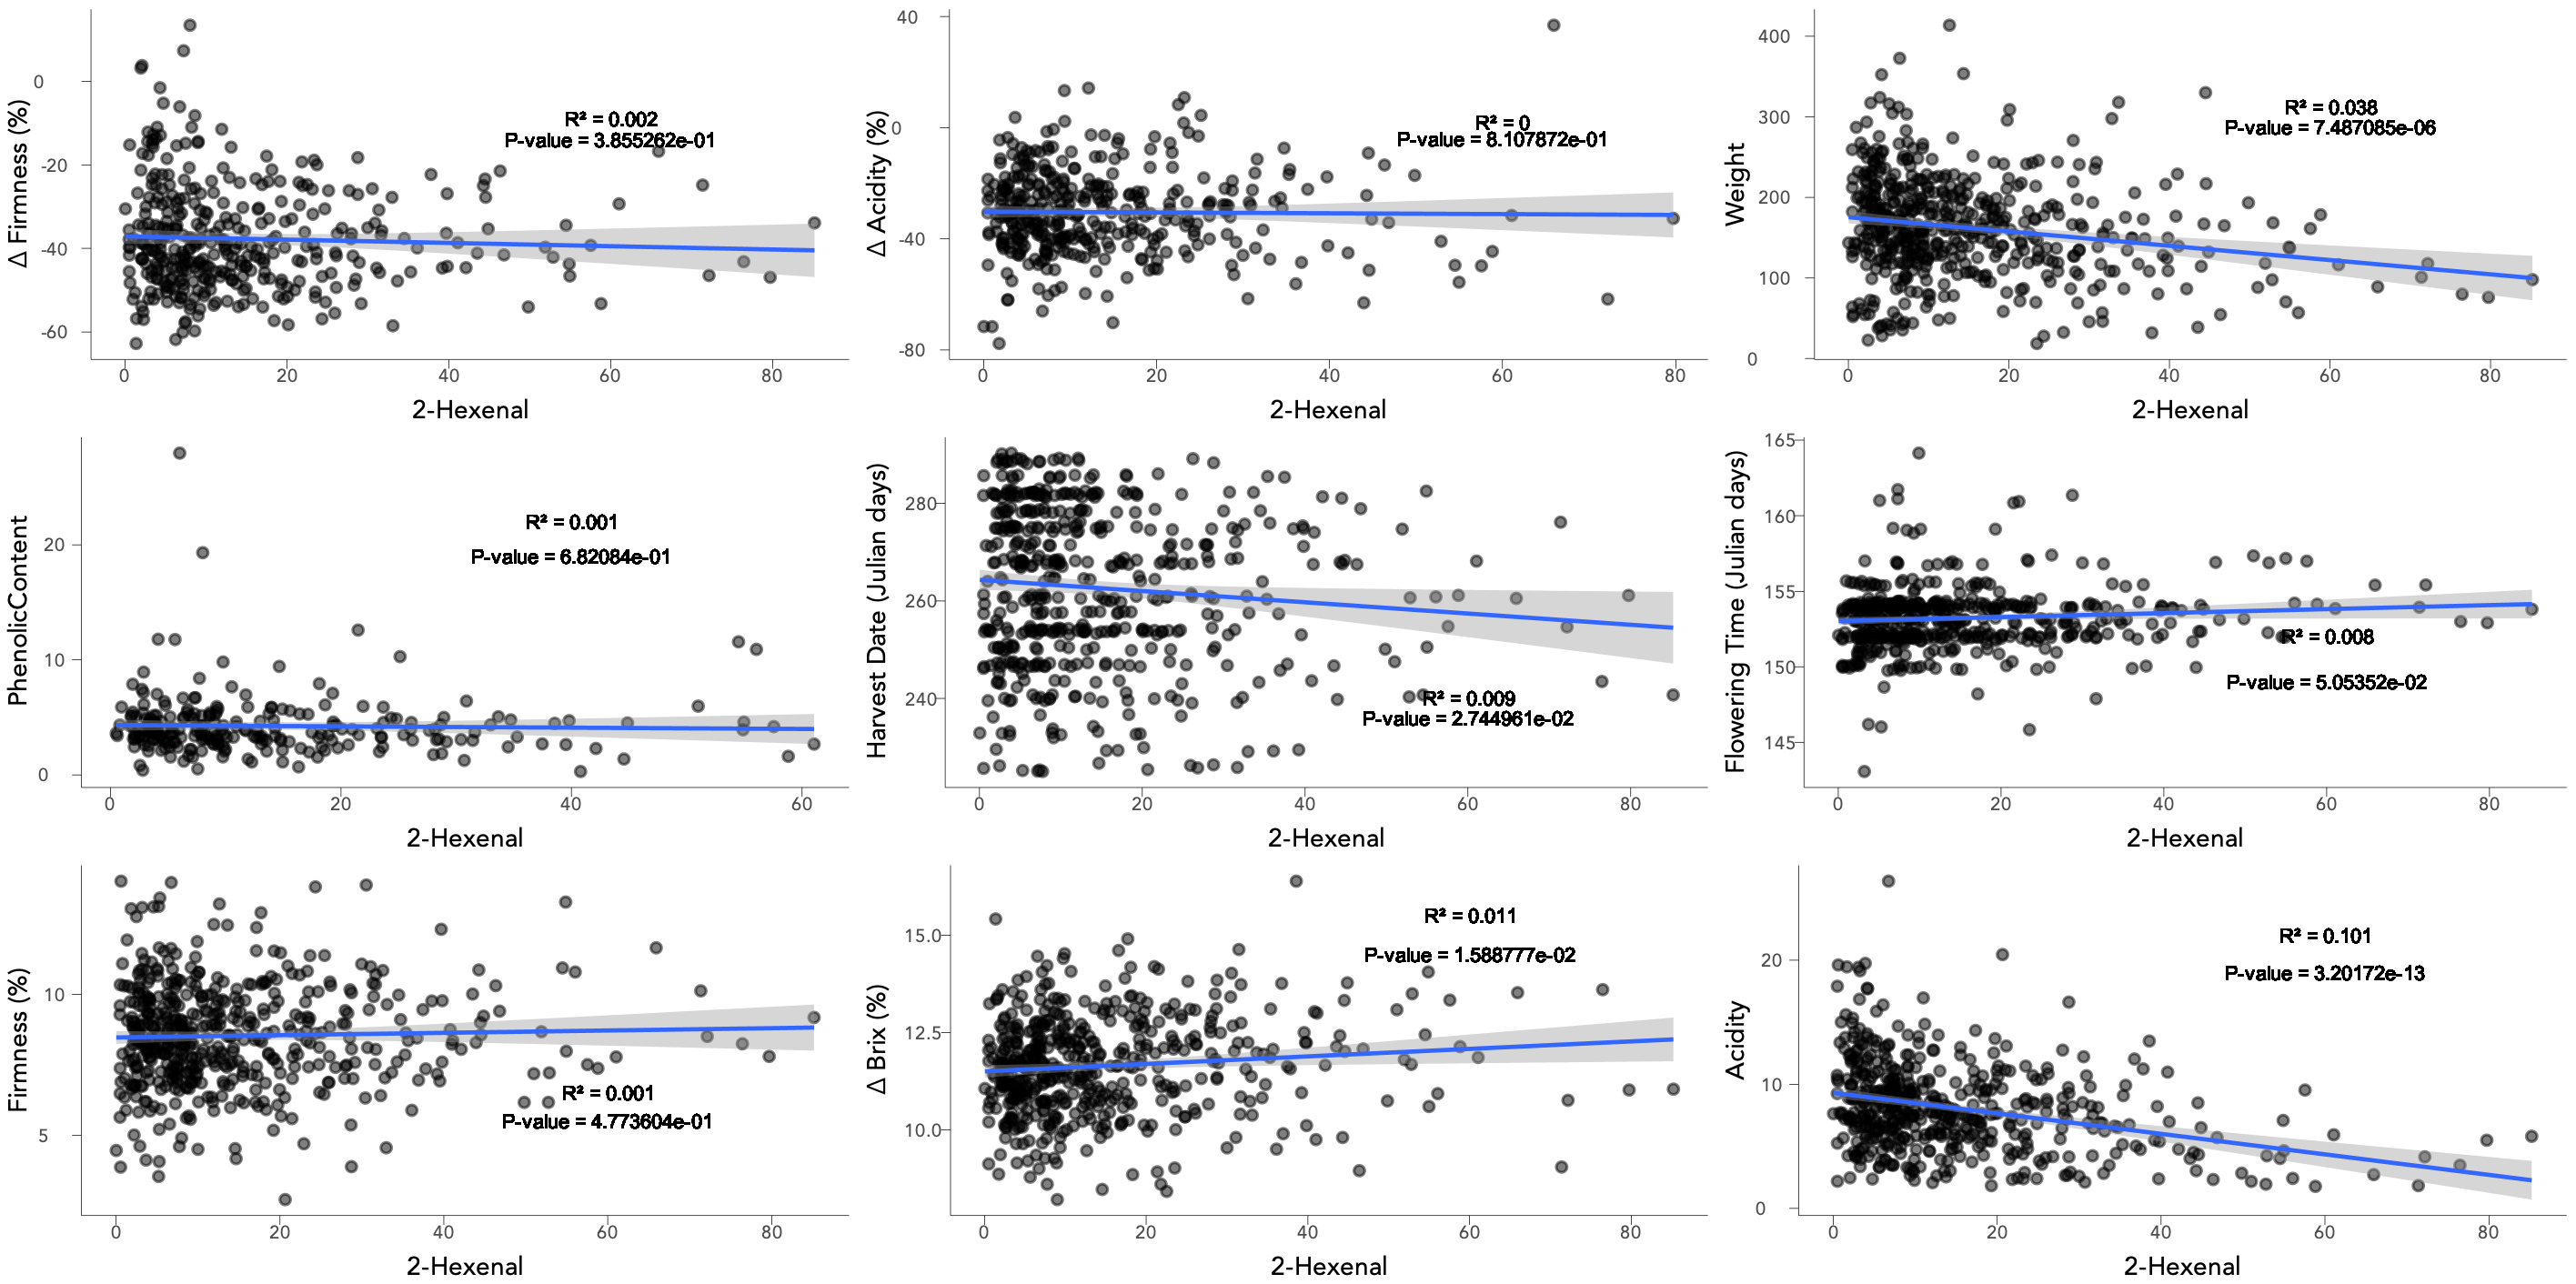 Δ Firmness (%)
0
-20
-40
-60
R² = 0.002
P-value = 3.855262e-01
0 20 40 60 80
2-Hexenal
Δ Acidity (%)
40
0
-40
-80
R² = 0
P-value = 8.107872e-01
0 20 40 60 80
2-Hexenal
Weight
400
300
200
100
0
R² = 0.038
P-value = 7.487085e-06
0 20 40 60 80
2-Hexenal
PhenolicContent
20
10
0
R² = 0.001
P-value = 6.82084e-01
0 20 40 60
2-Hexenal
Harvest Date (Julian days)
280
260
240
R² = 0.009
P-value = 2.744961e-02
0 20 40 60 80
2-Hexenal
Flowering Time (Julian days)
165
160
155
150
145
R² = 0.008
P-value = 5.05352e-02
0 20 40 60 80
2-Hexenal
Firmness (%)
10
5
R² = 0.001
P-value = 4.773604e-01
0 20 40 60 80
2-Hexenal
Δ Brix (%)
15.0
12.5
10.0
R² = 0.011
P-value = 1.588777e-02
0 20 40 60 80
2-Hexenal
Acidity
20
10
0
R² = 0.101
P-value = 3.20172e-13
0 20 40 60 80
2-Hexenal